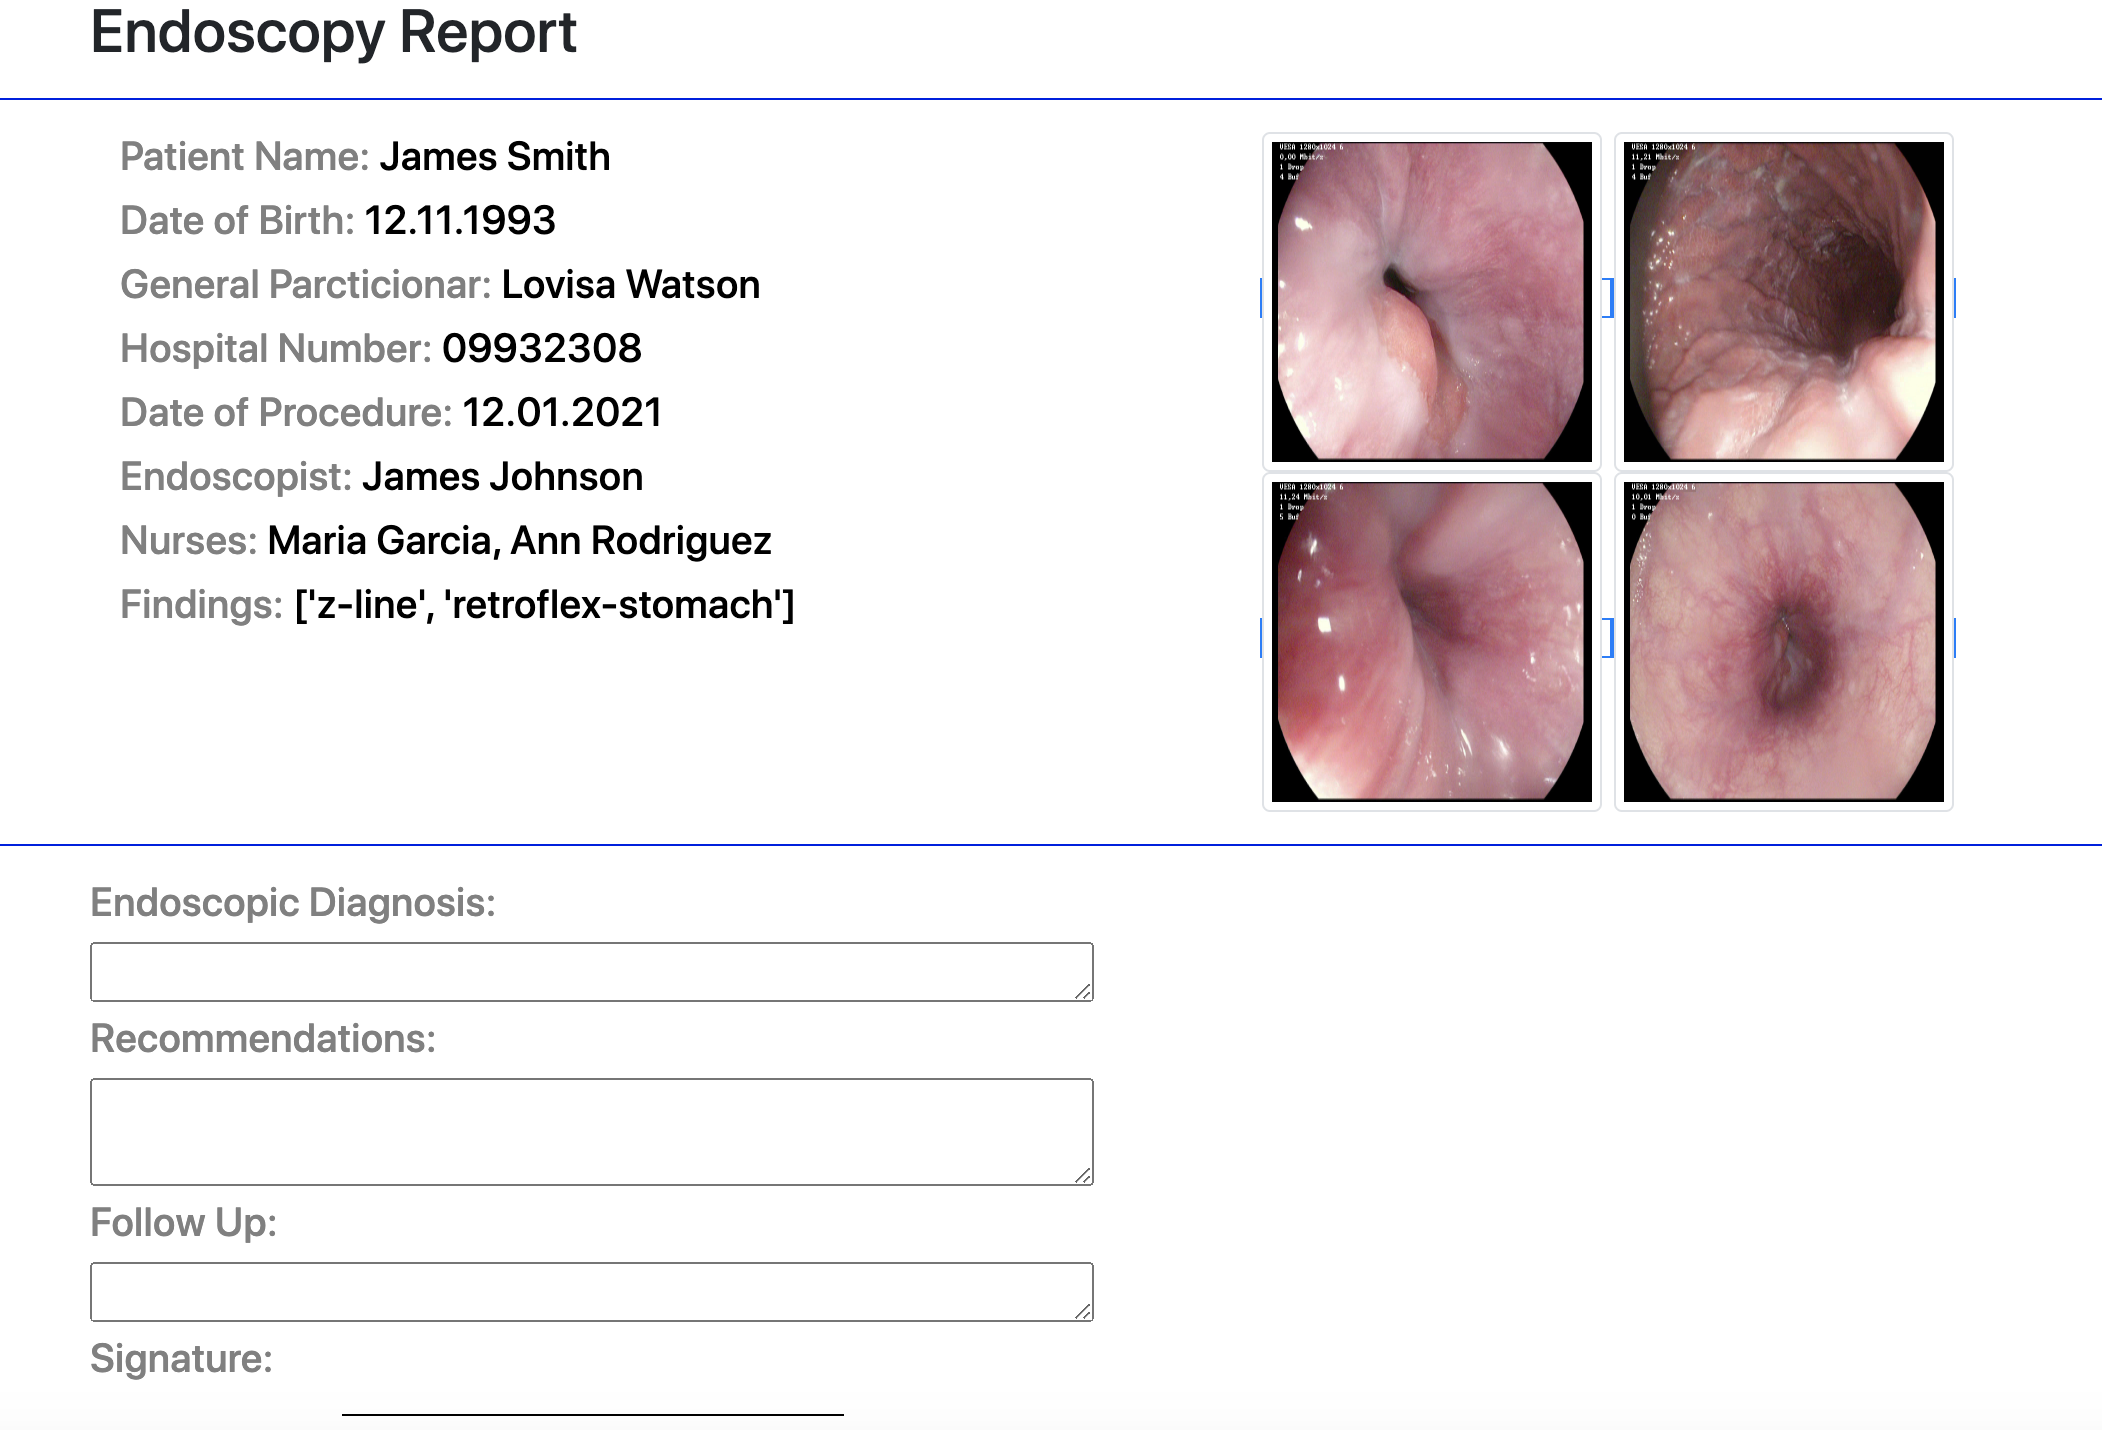 Endoscopy Report
Patient Name: James Smith
Date of Birth: 12.11.1993
General Parcticionar: Lovisa Watson
Hospital Number: 09932308
Date of Procedure: 12.01.2021
Endoscopist: James Johnson
Nurses: Maria Garcia, Ann Rodriguez
Findings: ['z-line', 'retroflex-stomach']
VESA 1280x1024 6
0,00 Mbit/s
1 Drop
4 Buf
VESA 1280x1024 6
11,21 Mbit/s
1 Drop
4 Buf
VESA 1280x1024 6
11,24 Mbit/s
1 Drop
5 Buf
VESA 1280x1024 6
10,01 Mbit/s
1 Drop
0 Buf
Endoscopic Diagnosis:
Recommendations:
Follow Up:
Signature: